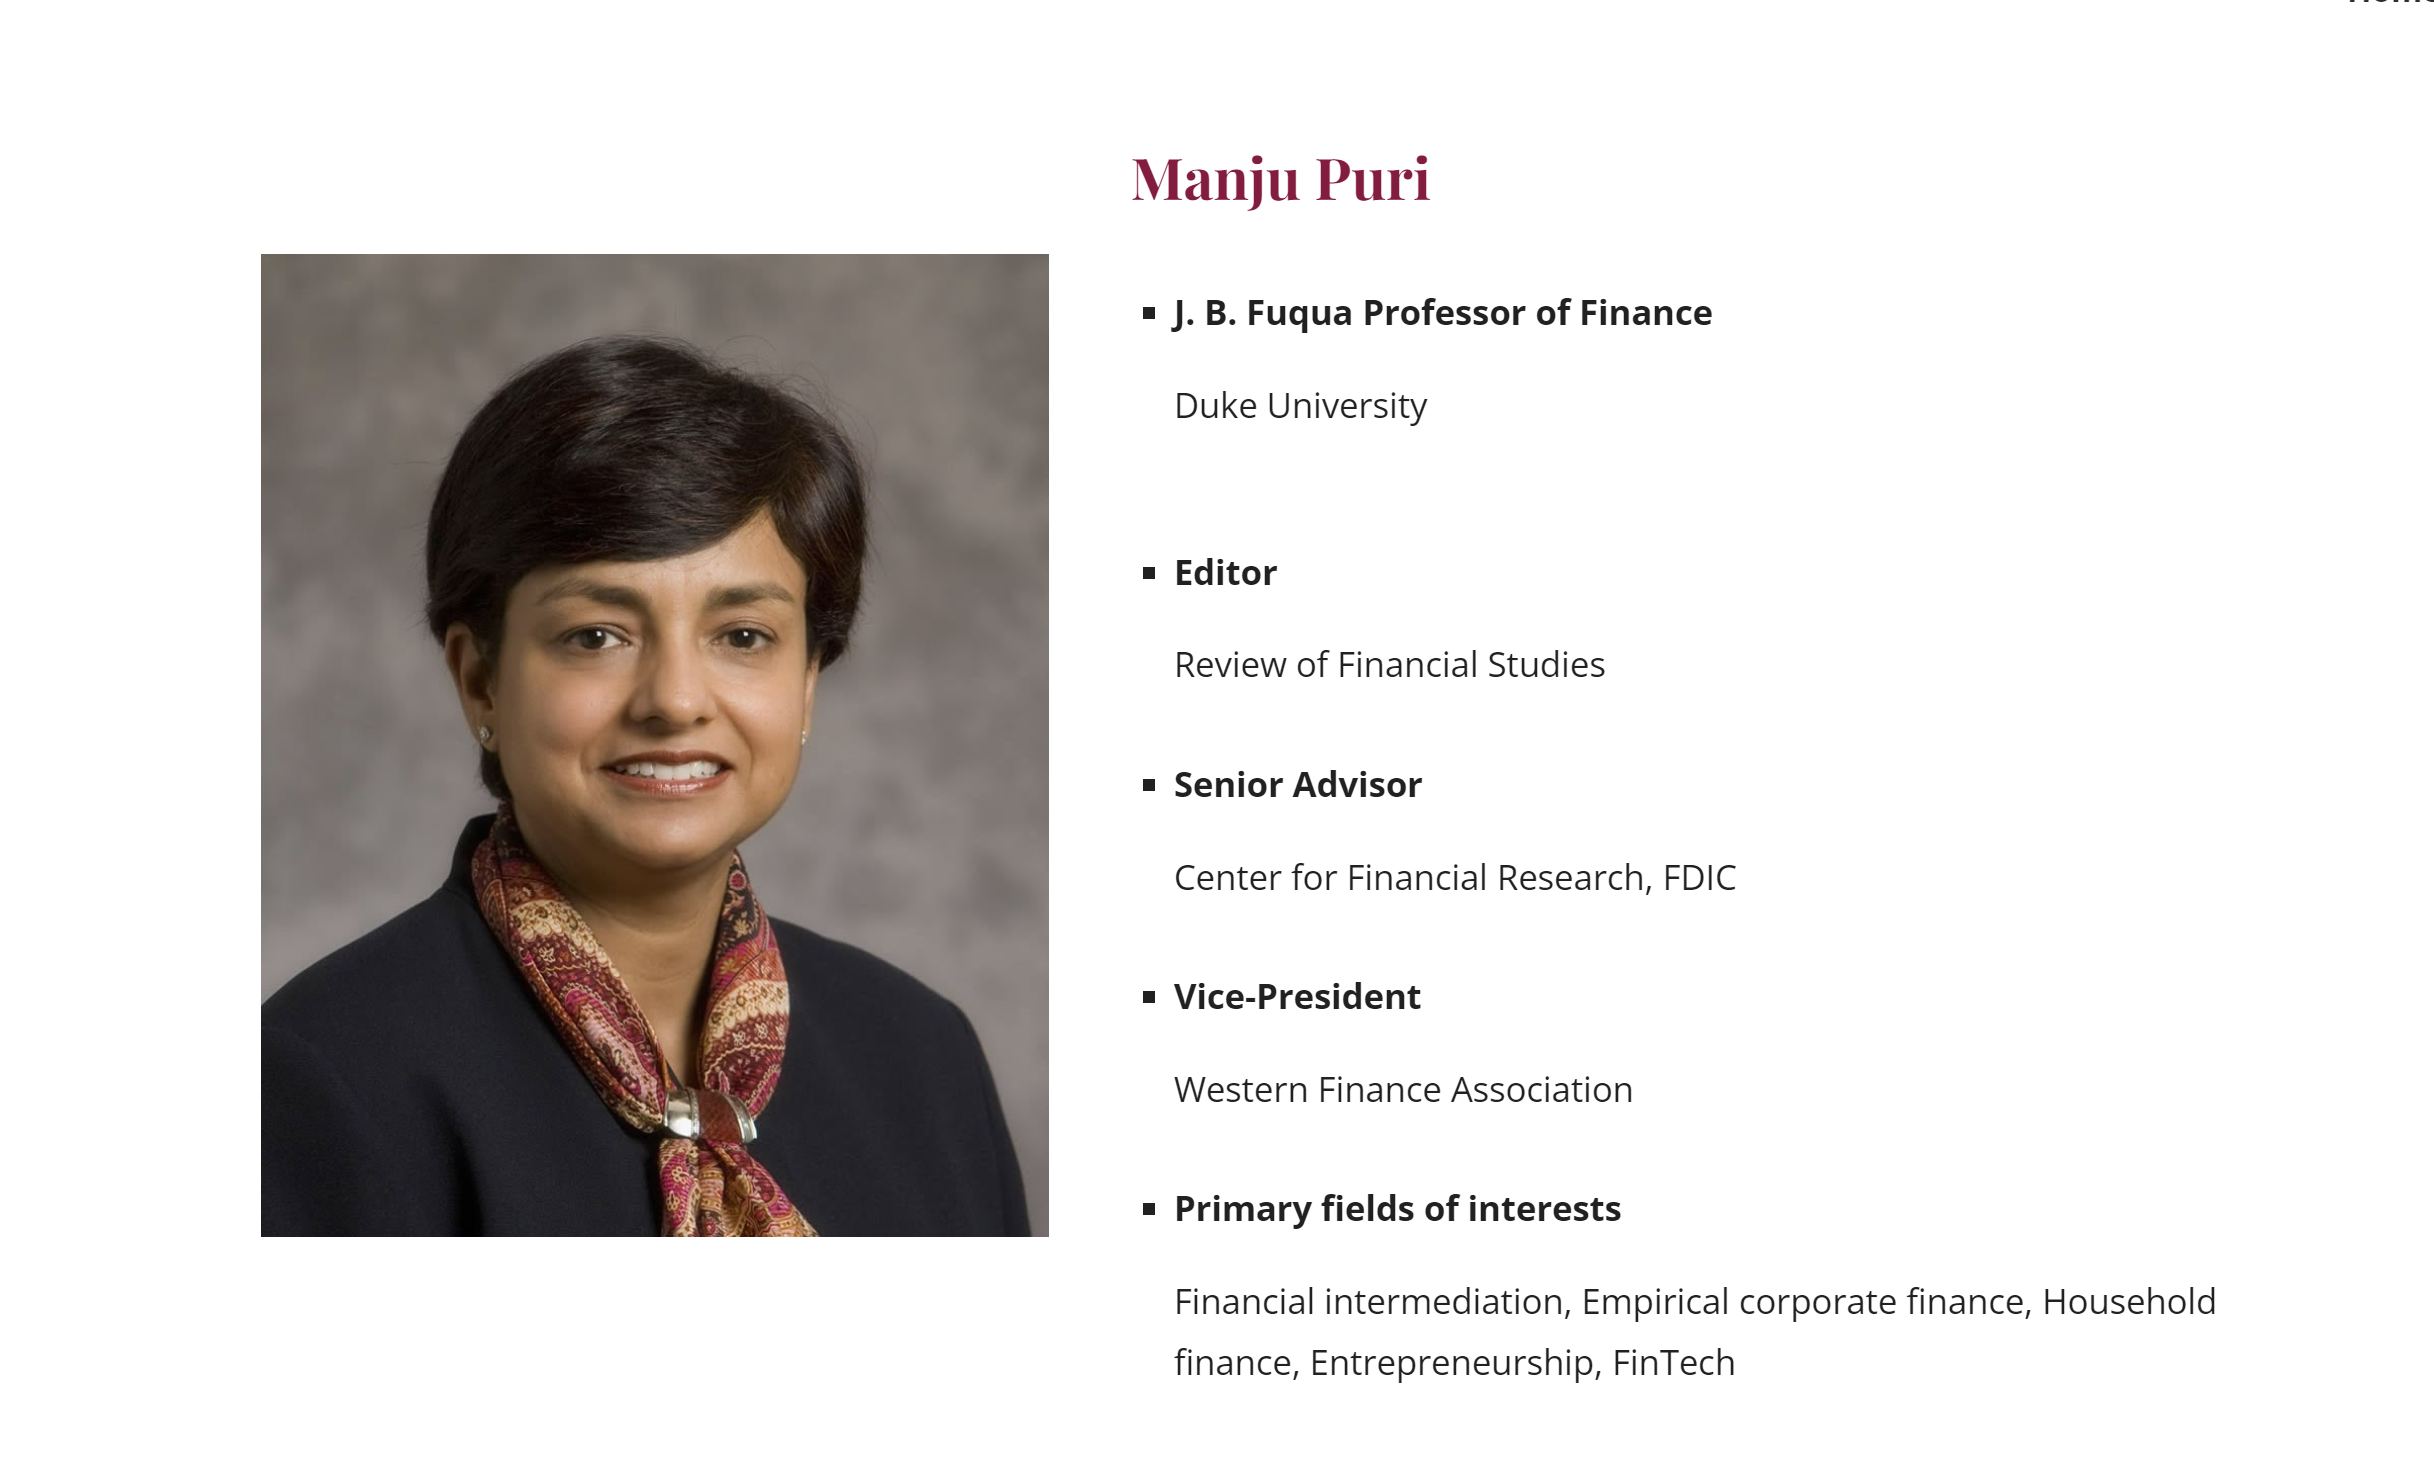 Manju Puri
J. B. Fuqua Professor of Finance
Duke University
Editor
Review of Financial Studies
Senior Advisor
Center for Financial Research, FDIC
Vice-President
Western Finance Association
Primary fields of interests
Financial intermediation, Empirical corporate finance, Household
finance, Entrepreneurship, FinTech